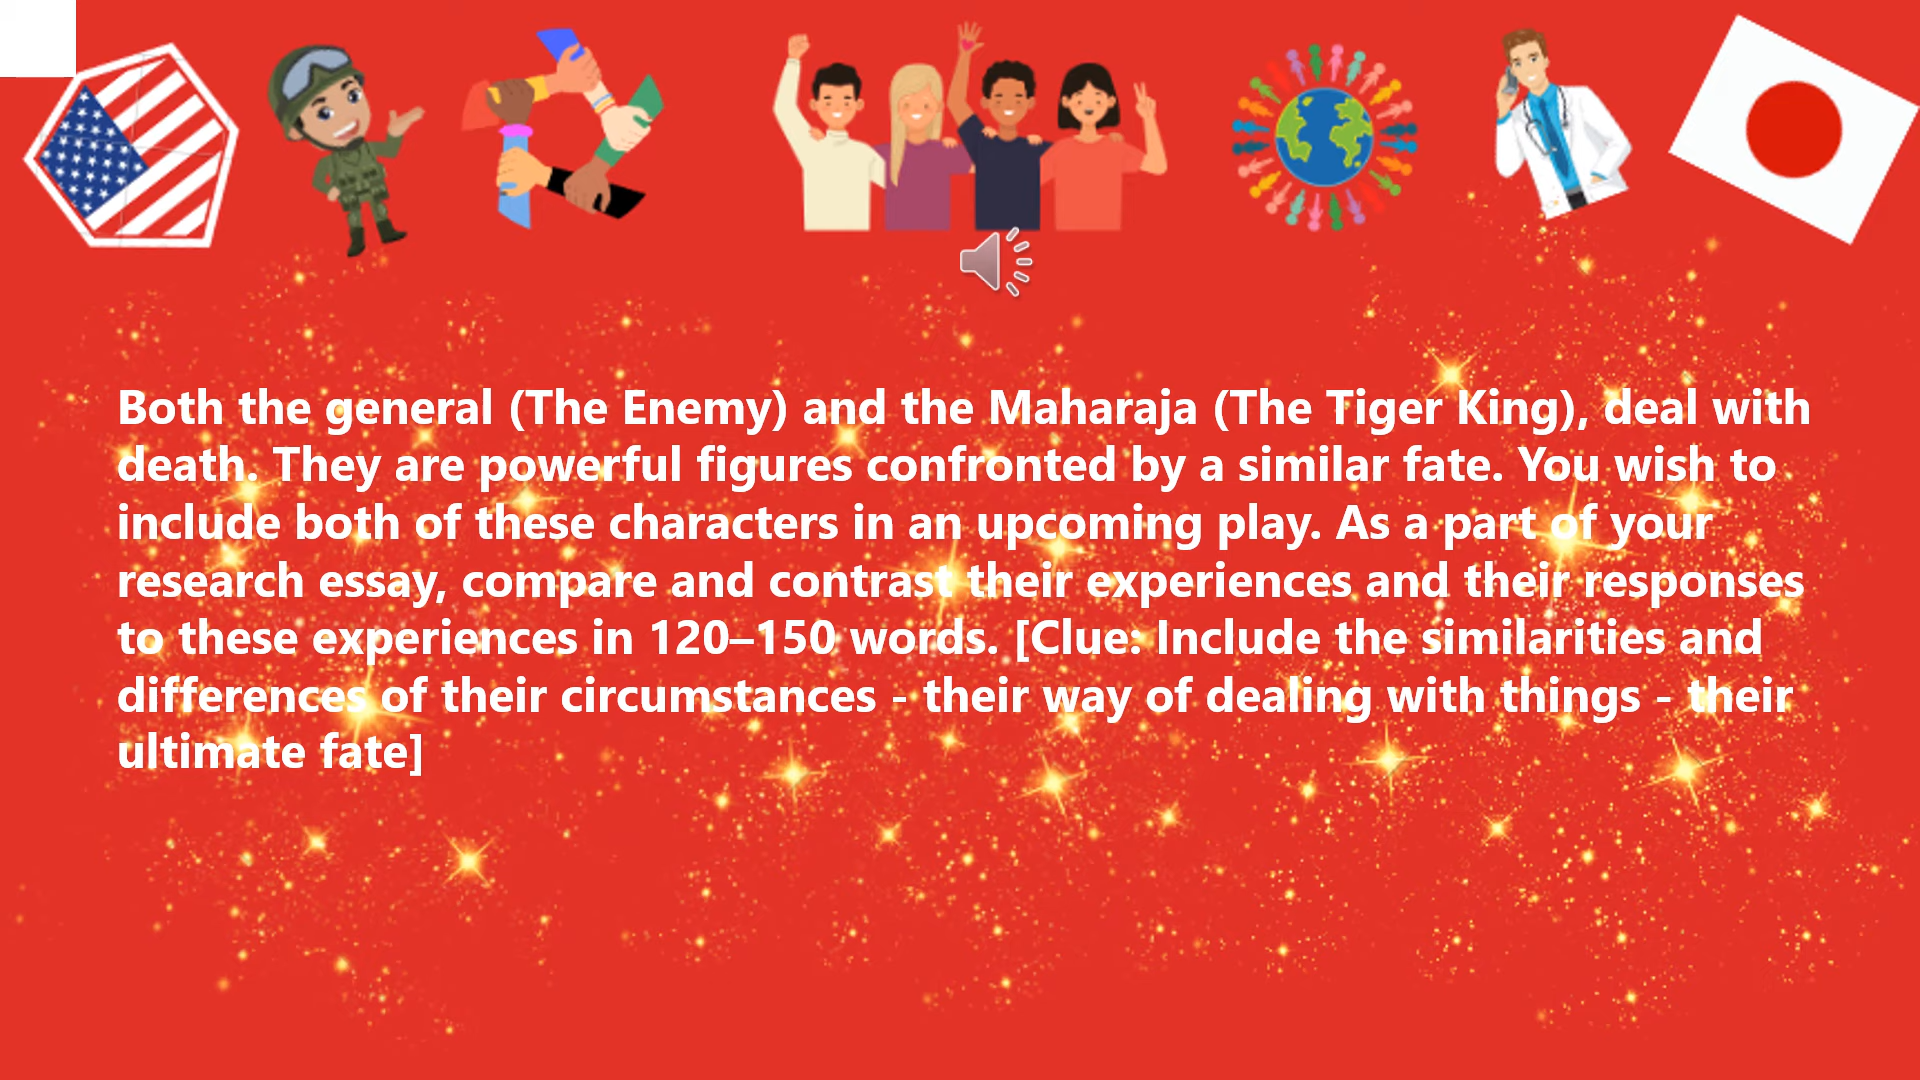 Both the general (The Enemy) and the Maharaja (The Tiger King), deal with
death. They are powerful figures confronted by a similar fate. You wish to
include both of these characters in an upcoming play. As a part of your
research essay, compare and contrast their experiences and their responses
to these experiences in 120–150 words. [Clue: Include the similarities and
differences of their circumstances - their way of dealing with things - their
ultimate fate]